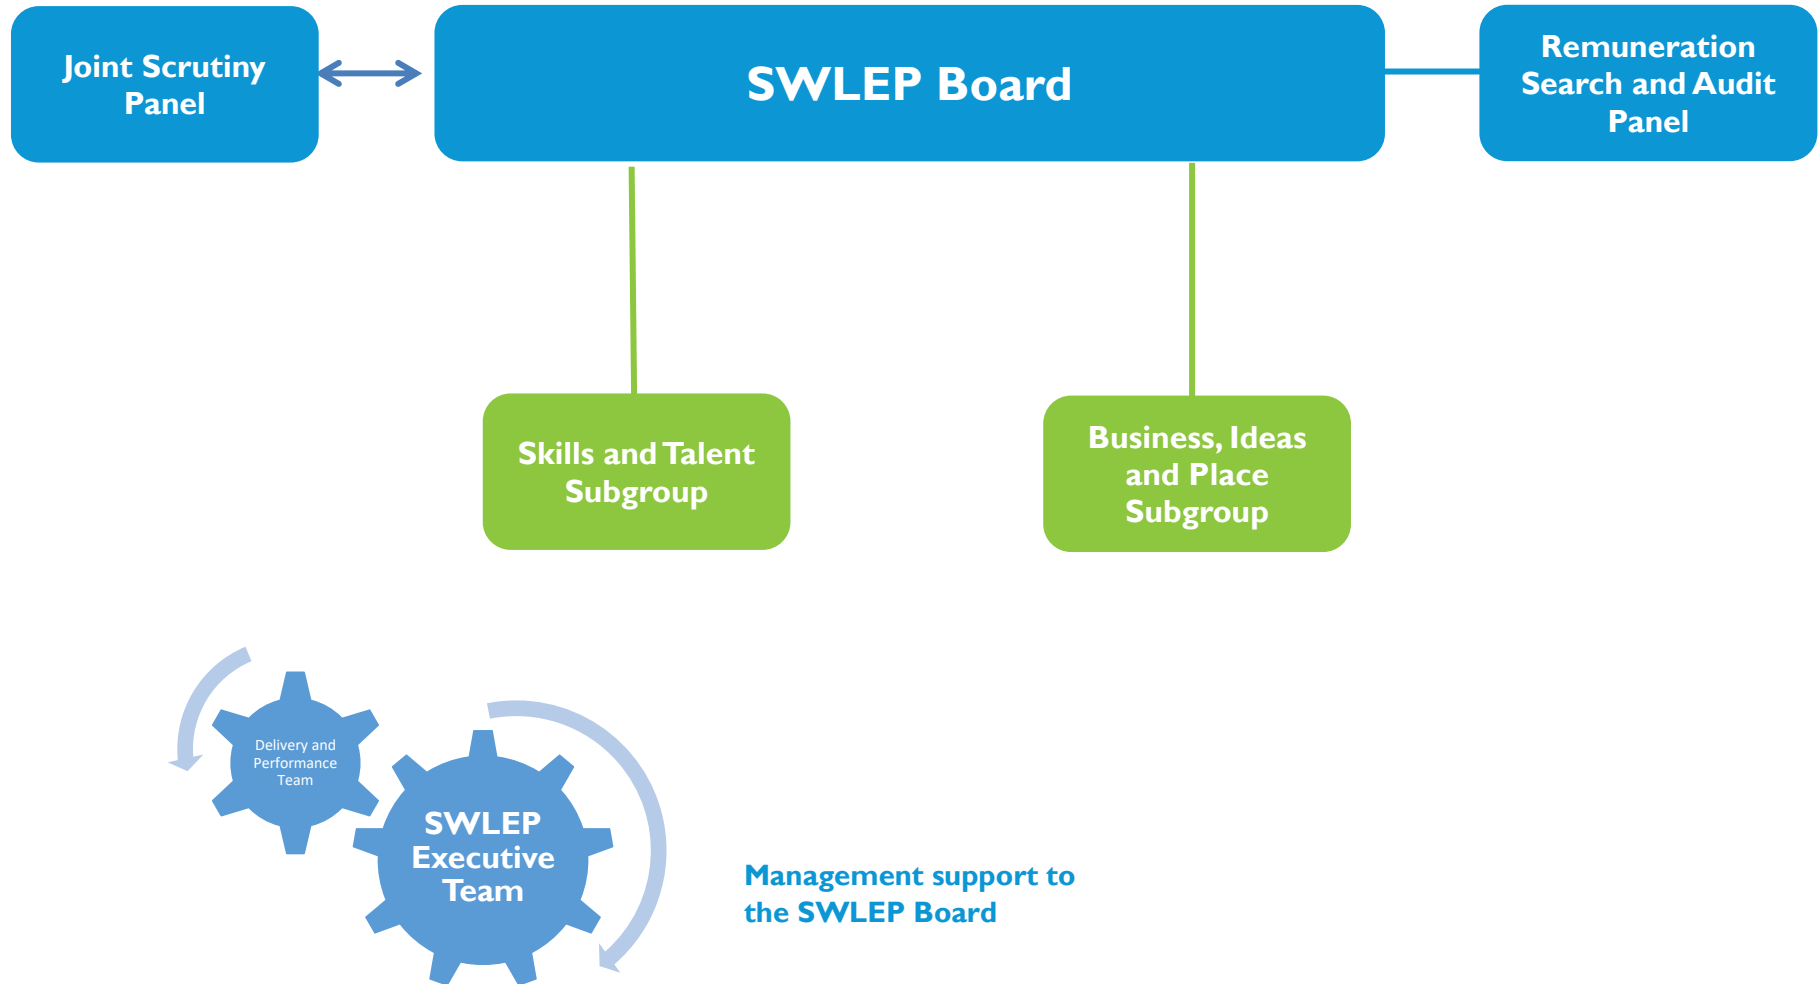 Joint Scrutiny
Panel
SWLEP Board
Remuneration
Search and Audit
Panel
Skills and Talent
Subgroup
Business, Ideas
and Place
Subgroup
Delivery and
Performance
Team
SWLEP
Executive
Team
Management support to
the SWLEP Board